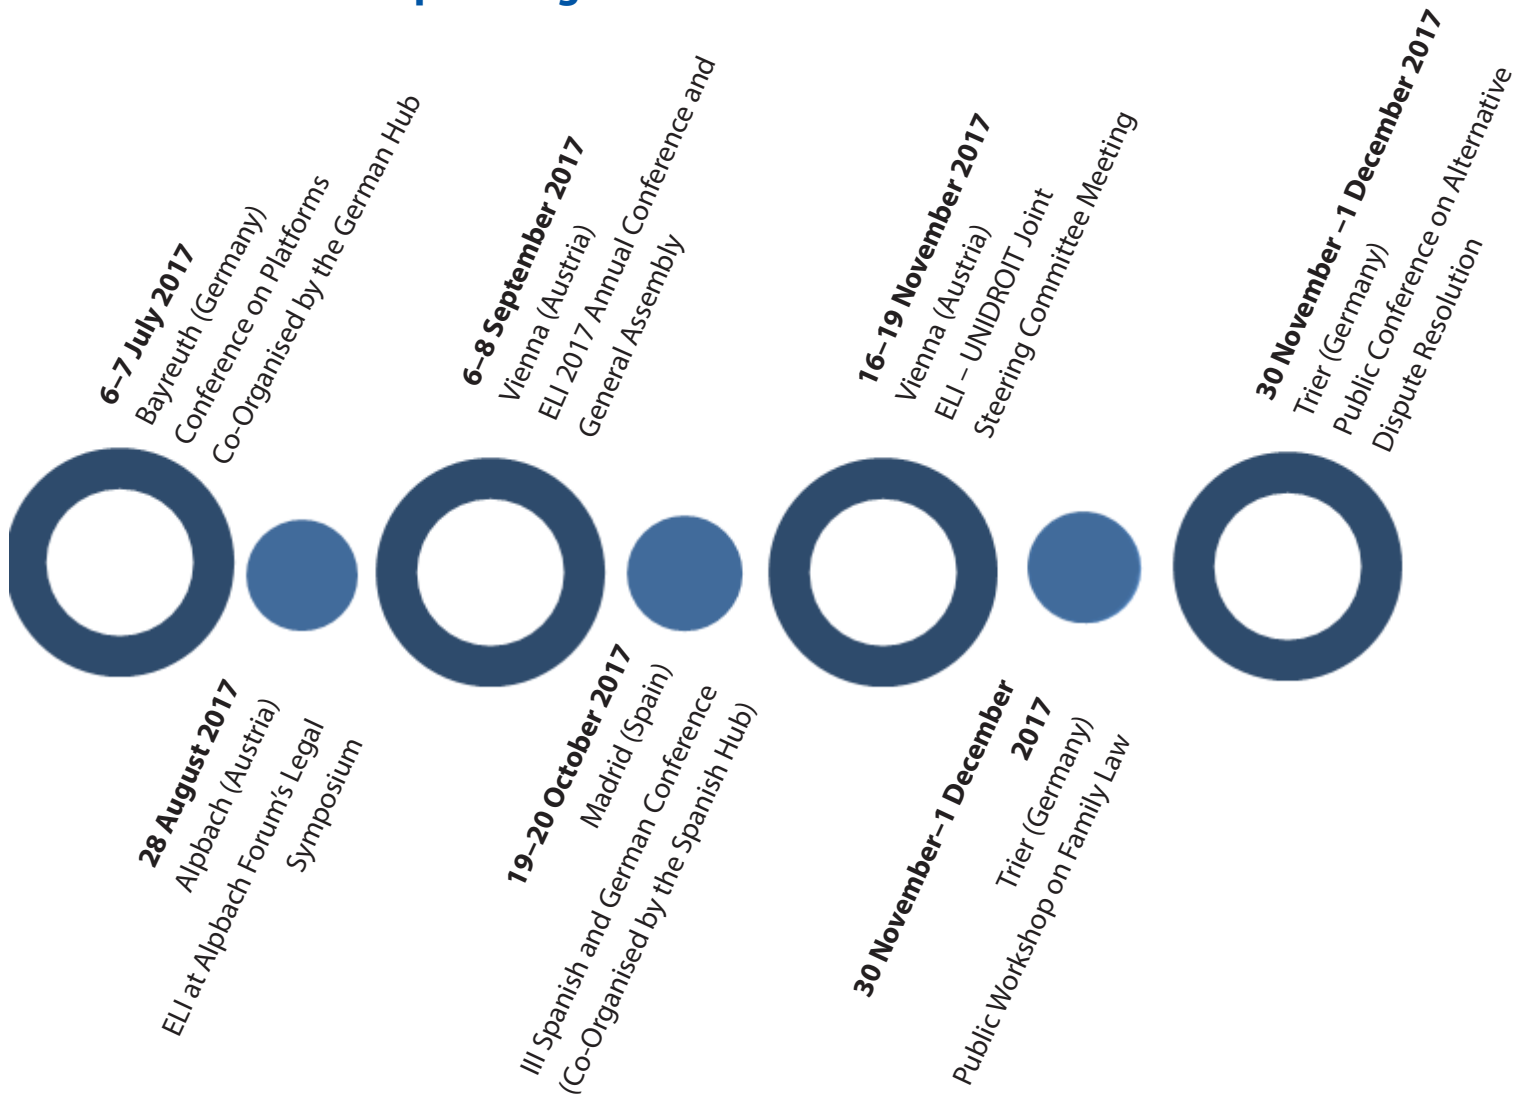 6–7 July 2017
Bayreuth (Germany)
Conference on Platforms
Co-Organised by the German Hub
28 August 2017
Alpbach (Austria)
ELI at Alpbach Forum’s Legal
Symposium
6–8 September 2017
Vienna (Austria)
ELI 2017 Annual Conference and
General Assembly
19–20 October 2017
Madrid (Spain)
III Spanish and German Conference
(Co-Organised by the Spanish Hub)
16–19 November 2017
Vienna (Austria)
ELI – UNIDROIT Joint
Steering Committee Meeting
30 November–1 December
2017
Trier (Germany)
Public Workshop on Family Law
30 November – 1 December 2017
Trier (Germany)
Public Conference on Alternative
Dispute Resolution